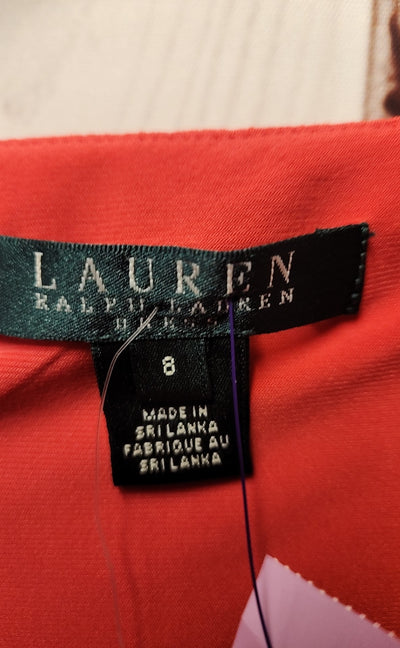 LAUREN
RALPH LAUREN
8
MADE IN
SRI LANKA
FABRIQUE AU
SRI LANKA